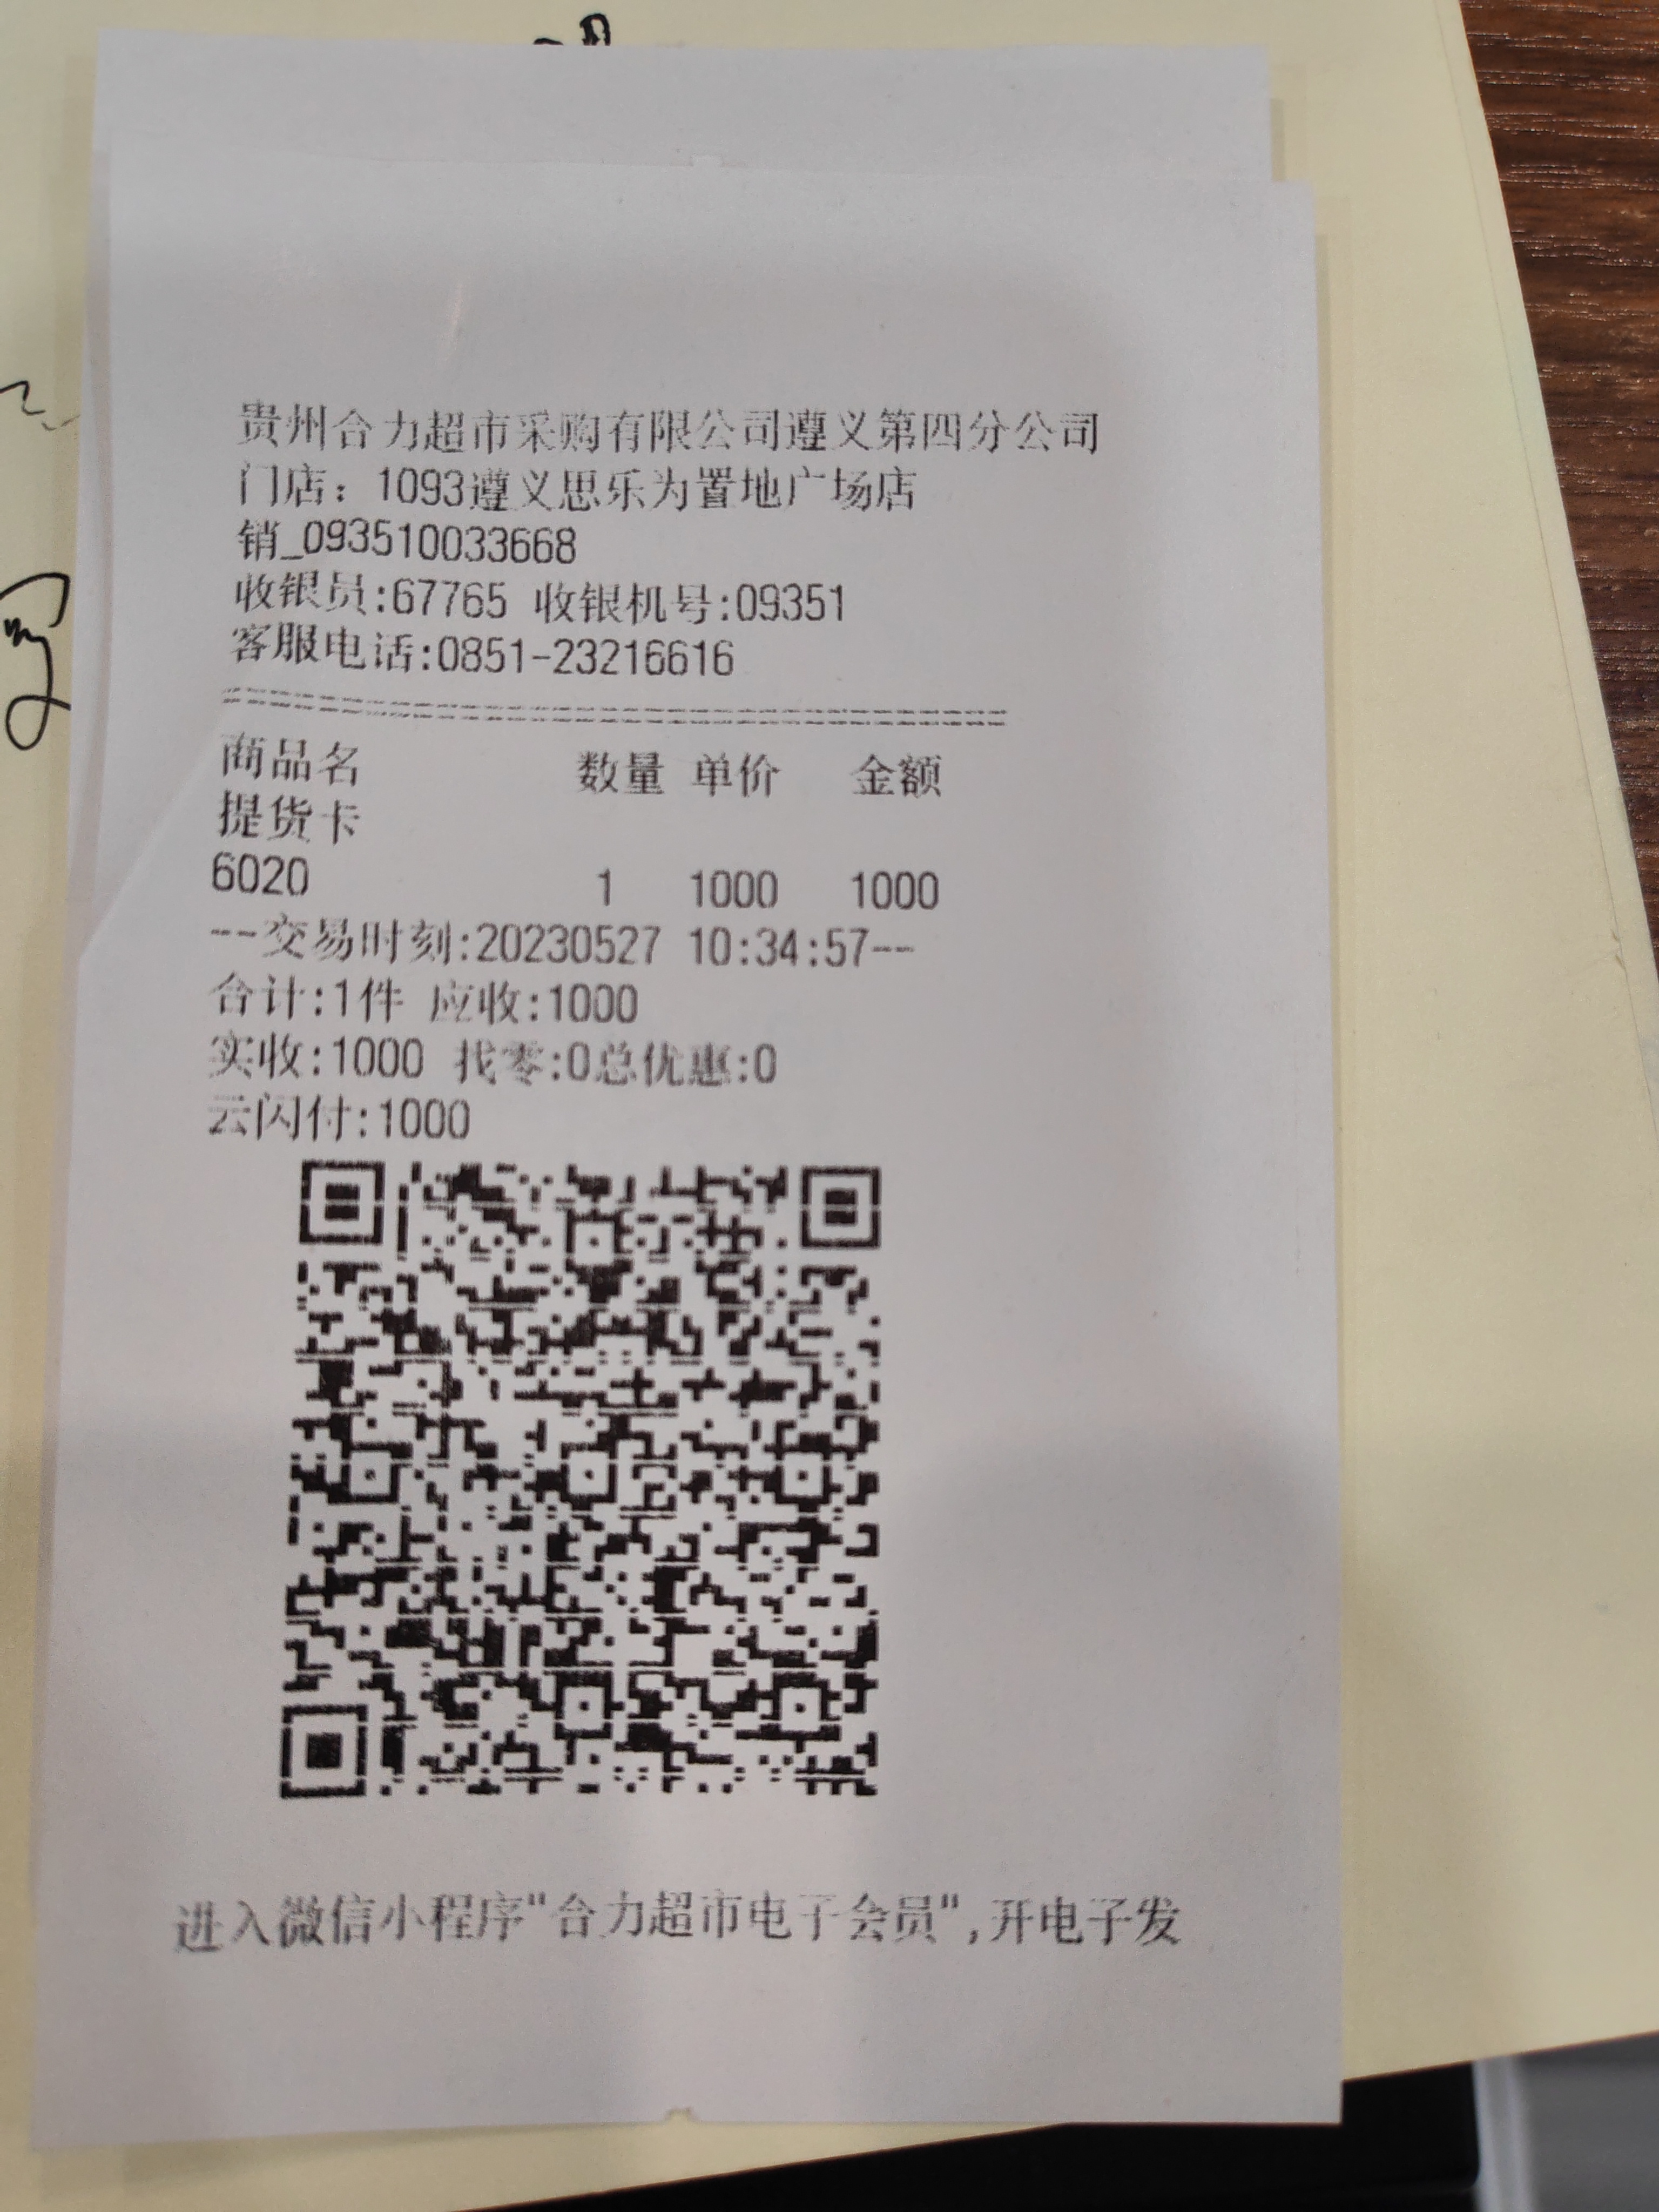 贵州合力超市采购有限公司遵义第四分公司
门店：1093遵义思乐为置地广场店
销_093510033668
收银员:67765 收银机号:09351
客服电话:0851-23216616
商品名 数量 单价 金额
提货卡
6020 1 1000 1000
--交易时刻:20230527 10:34:57--
合计:1件 应收:1000
实收:1000 找零:0总优惠:0
云闪付:1000
进入微信小程序"合力超市电子会员",开电子发